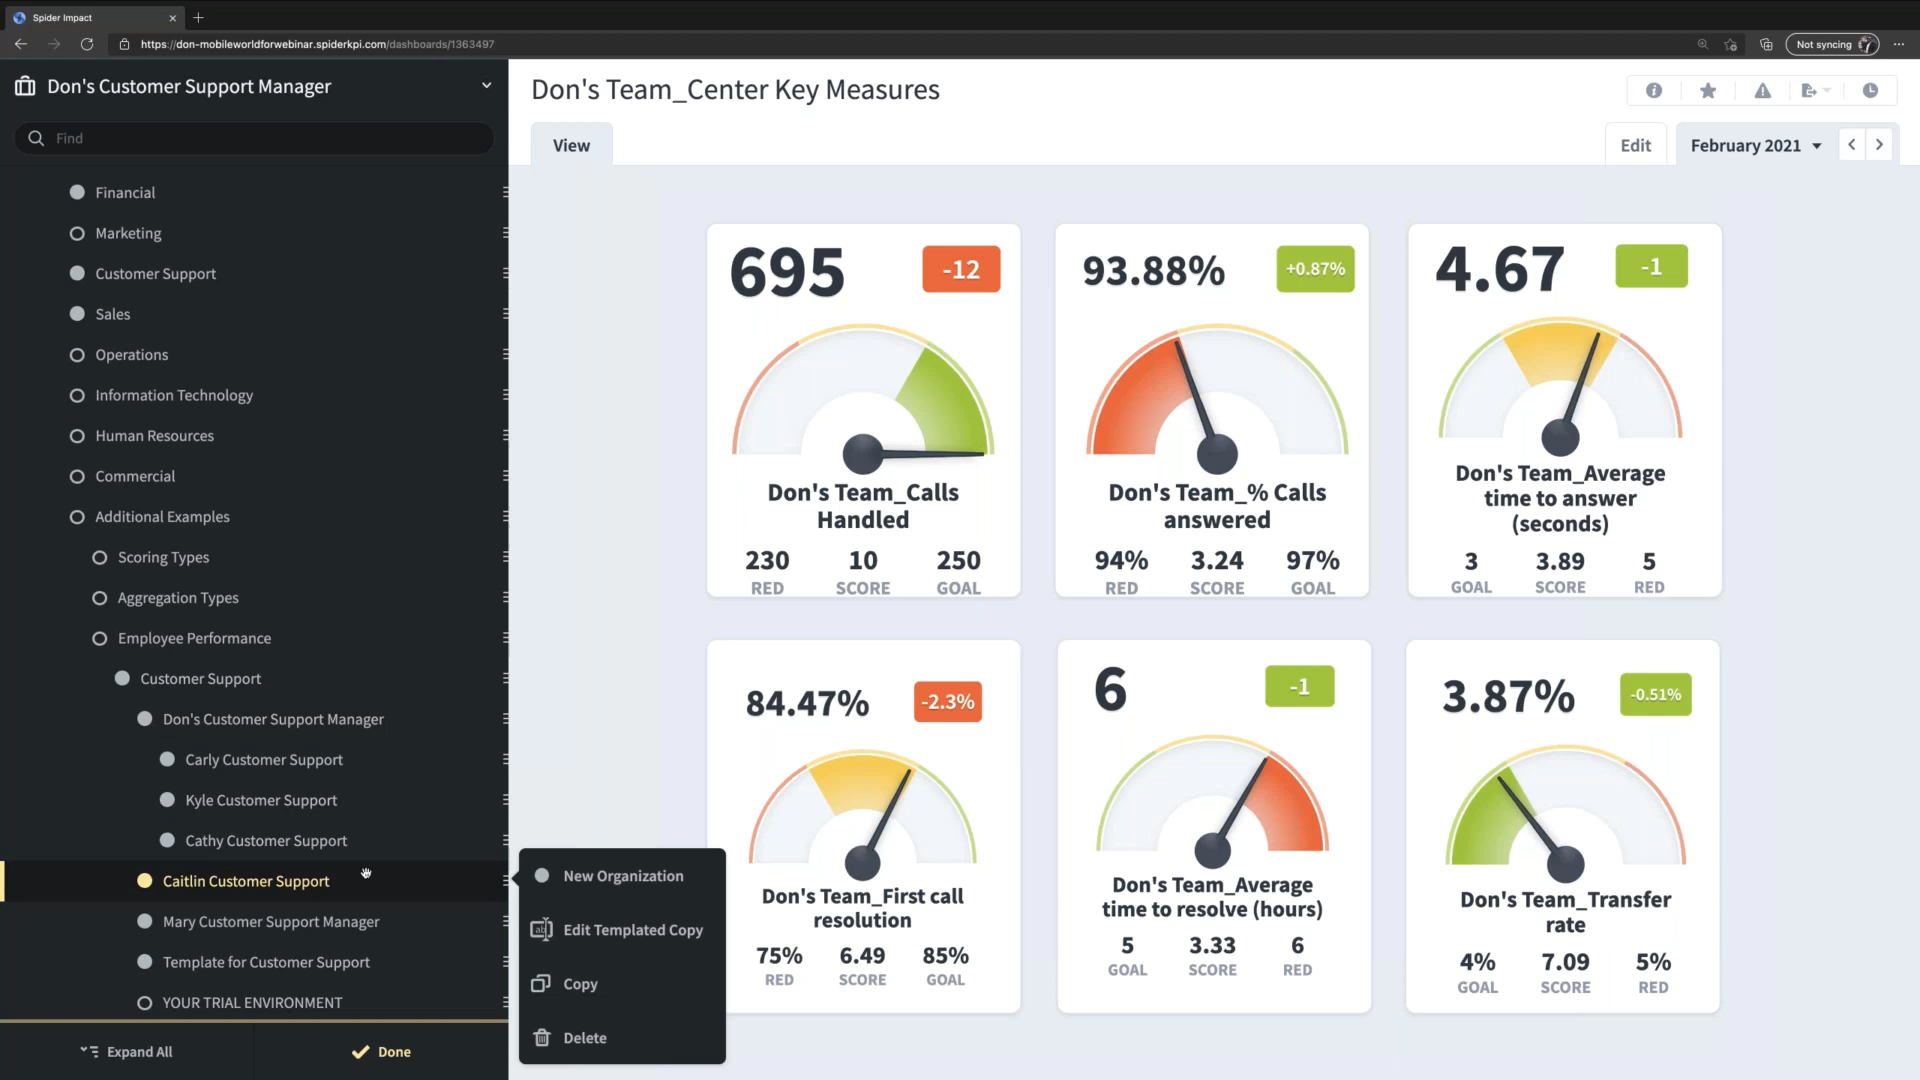 Spider Impact
https://don-mobileworldforwebinar.spiderkpi.com/dashboards/1363497
Not syncing
Don's Customer Support Manager
Find
Financial
Marketing
Customer Support
Sales
Operations
Information Technology
Human Resources
Commercial
Additional Examples
Scoring Types
Aggregation Types
Employee Performance
Customer Support
Don's Customer Support Manager
Carly Customer Support
Kyle Customer Support
Cathy Customer Support
Caitlin Customer Support
Mary Customer Support Manager
Template for Customer Support
YOUR TRIAL ENVIRONMENT
Expand All
Done
New Organization
Edit Templated Copy
Copy
Delete
Don's Team_Center Key Measures
View
Edit
February 2021
695
-12
Don's Team_Calls
Handled
230 10 250
RED SCORE GOAL
93.88%
+0.87%
Don's Team_% Calls
answered
94% 3.24 97%
RED SCORE GOAL
4.67
-1
Don's Team_Average
time to answer
(seconds)
3 3.89 5
GOAL SCORE RED
84.47%
-2.3%
Don's Team_First call
resolution
75% 6.49 85%
RED SCORE GOAL
6
-1
Don's Team_Average
time to resolve (hours)
5 3.33 6
GOAL SCORE RED
3.87%
-0.51%
Don's Team_Transfer
rate
4% 7.09 5%
GOAL SCORE RED